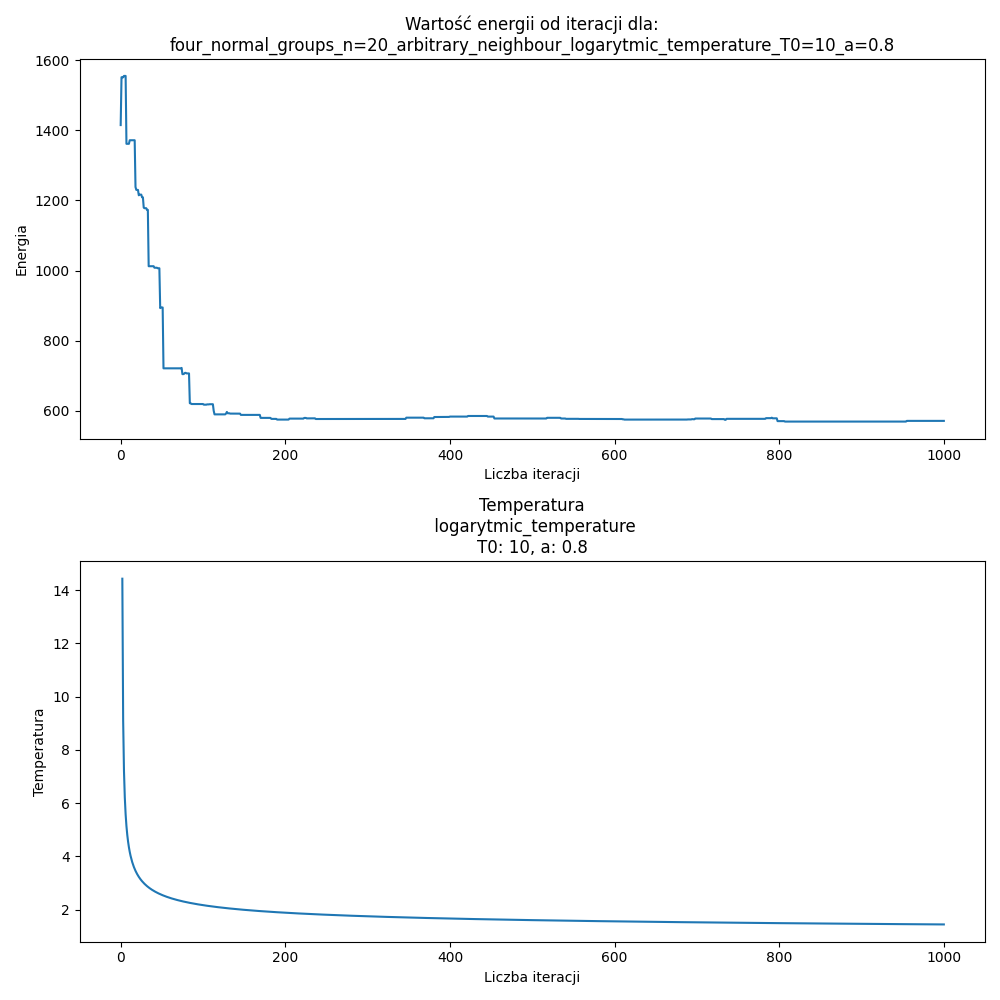 Wartość energii od iteracji dla:
four_normal_groups_n=20_arbitrary_neighbour_logarytmic_temperature_T0=10_a=0.8
1600
1400
1200
1000
800
600
Energia
0 200 400 600 800 1000
Liczba iteracji
Temperatura
logarytmic_temperature
T0: 10, a: 0.8
14
12
10
8
6
4
2
Temperatura
0 200 400 600 800 1000
Liczba iteracji